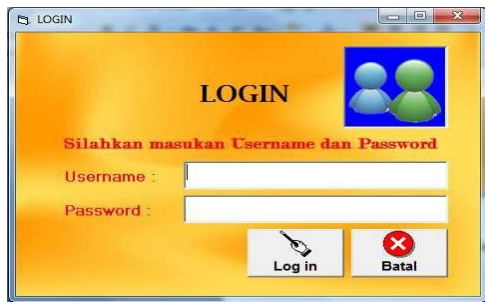 LOGIN
LOGIN
Silahkan masukan Username dan Password
Username :
Password :
Log in
Batal